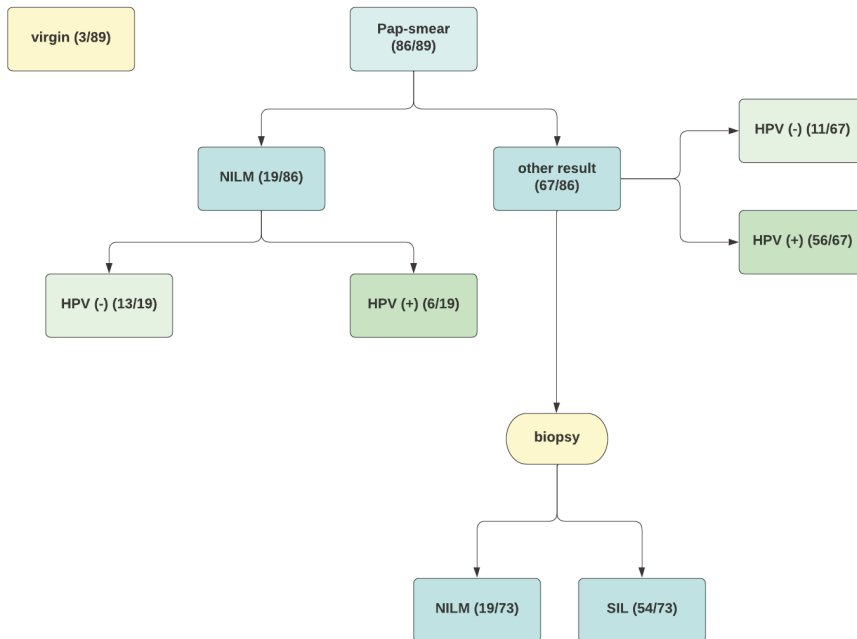 virgin (3/89)
Pap-smear
(86/89)
HPV (-) (11/67)
NILM (19/86)
other result
(67/86)
HPV (+) (56/67)
HPV (-) (13/19)
HPV (+) (6/19)
biopsy
NILM (19/73)
SIL (54/73)